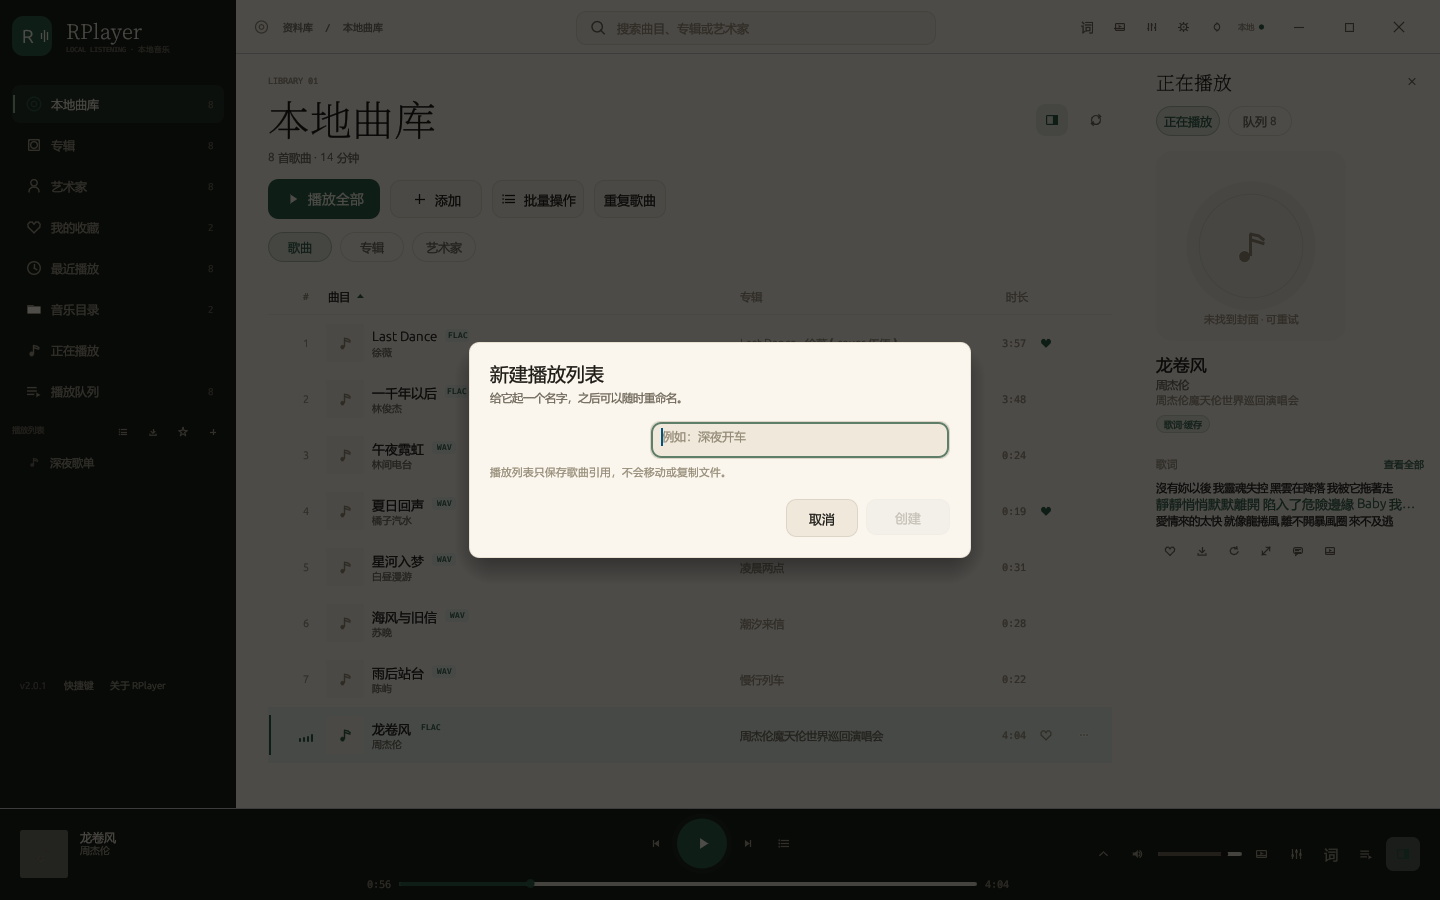 RPlayer
LOCAL LISTENING · 本地音乐
本地曲库 8
专辑 8
艺术家 8
我的收藏 2
最近播放 8
音乐目录 2
正在播放
播放队列 8
播放列表
深夜歌单
v2.0.1 快捷键 关于 RPlayer
资料库 / 本地曲库
搜索曲目、专辑或艺术家
词
本地
LIBRARY 01
本地曲库
8 首歌曲 · 14 分钟
播放全部
添加
批量操作
重复歌曲
歌曲
专辑
艺术家
# 曲目 专辑 时长
1 Last Dance FLAC 3:57
徐薇
2 一千年以后 FLAC 3:48
林俊杰
3 午夜霓虹 WAV 0:24
林间电台
4 夏日回声 WAV 0:19
橘子汽水
5 星河入梦 WAV 凌晨两点 0:31
白昼漫游
6 海风与旧信 WAV 潮汐来信 0:28
苏晚
7 雨后站台 WAV 慢行列车 0:22
陈屿
龙卷风 FLAC 周杰伦魔天伦世界巡回演唱会 4:04
周杰伦
新建播放列表
给它起一个名字，之后可以随时重命名。
例如：深夜开车
播放列表只保存歌曲引用，不会移动或复制文件。
取消
创建
正在播放
正在播放
队列 8
未找到封面 · 可重试
龙卷风
周杰伦
周杰伦魔天伦世界巡回演唱会
歌词·缓存
歌词 查看全部
沒有妳以後 我靈魂失控 黑雲在降落 我被它拖著走
靜靜悄悄默默離開 陷入了危險邊緣 Baby 我…
愛情來的太快 就像龍捲風 離不開暴風圈 來不及逃
龙卷风
周杰伦
0:56
4:04
词